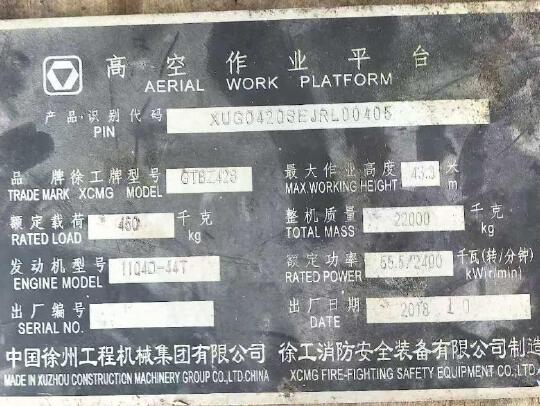 高空作业平台
AERIAL WORK PLATFORM
产品识别代码 XUG0420SEJRL00405
PIN
品 牌 徐工牌 型号 GTBZ42S 最大作业高度 43.3 米
TRADE MARK XCMG MODEL MAX WORKING HEIGHT m
额定载荷 450 千克 整机质量 22000 千克
RATED LOAD kg TOTAL MASS kg
发动机型号 1104D-44T 额定功率 55.5/2400 千瓦(转/分钟)
ENGINE MODEL RATED POWER kW(r/min)
出厂编号 出厂日期 2018
SERIAL NO. DATE
中国徐州工程机械集团有限公司 徐工消防安全装备有限公司制造
MADE IN XUZHOU CONSTRUCTION MACHINERY GROUP CO.,LTD.CHINA XCMG FIRE-FIGHTING SAFETY EQUIPMENT CO.,LTD.